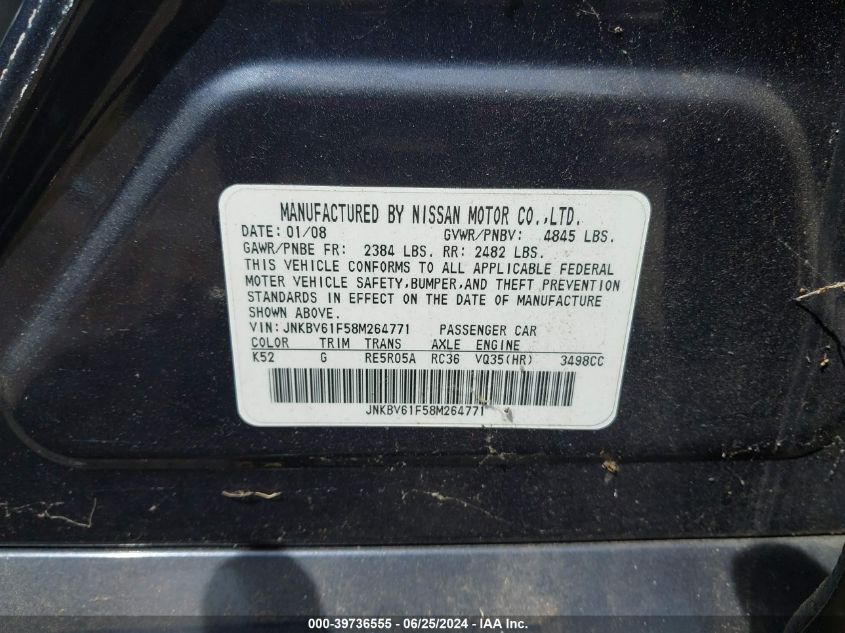 MANUFACTURED BY NISSAN MOTOR CO.,LTD.
DATE: 01/08 GVWR/PNBV: 4845 LBS.
GAWR/PNBE FR: 2384 LBS. RR: 2482 LBS.
THIS VEHICLE CONFORMS TO ALL APPLICABLE FEDERAL
MOTER VEHICLE SAFETY,BUMPER,AND THEFT PREVENTION
STANDARDS IN EFFECT ON THE DATE OF MANUFACTURE
SHOWN ABOVE.
VIN: JNKBV61F58M264771 PASSENGER CAR
COLOR TRIM TRANS AXLE ENGINE
K52 G RE5R05A RC36 VQ35(HR) 3498CC
JNKBV61F58M264771
000-39736555 - 06/25/2024 - IAA Inc.